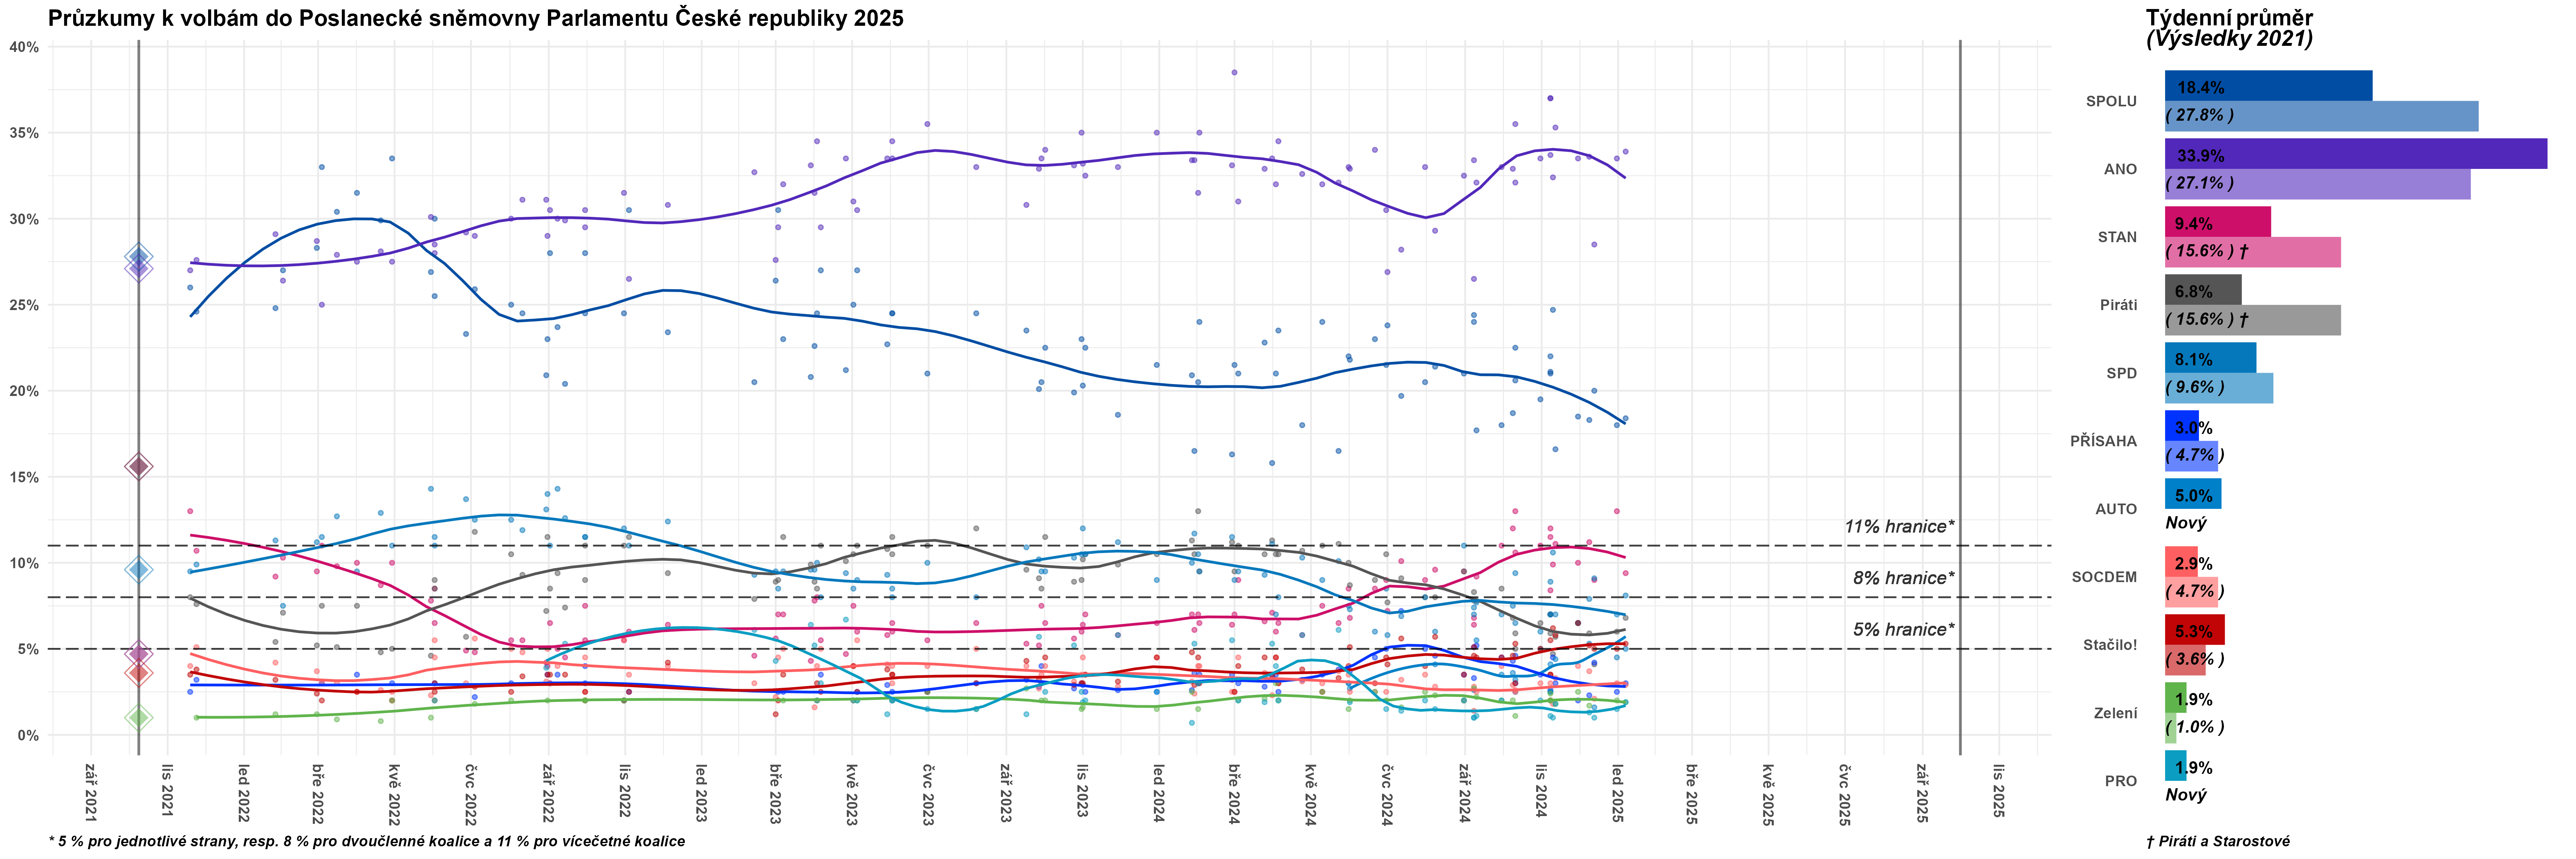 Průzkumy k volbám do Poslanecké sněmovny Parlamentu České republiky 2025
40%
35%
30%
25%
20%
15%
10%
5%
0%
11% hranice*
8% hranice*
5% hranice*
zář 2021
lis 2021
led 2022
bře 2022
kvě 2022
čvc 2022
zář 2022
lis 2022
led 2023
bře 2023
kvě 2023
čvc 2023
zář 2023
lis 2023
led 2024
bře 2024
kvě 2024
čvc 2024
zář 2024
lis 2024
led 2025
bře 2025
kvě 2025
čvc 2025
zář 2025
lis 2025
* 5 % pro jednotlivé strany, resp. 8 % pro dvoučlenné koalice a 11 % pro vícečetné koalice
Týdenní průměr
(Výsledky 2021)
SPOLU
18.4%
( 27.8% )
ANO
33.9%
( 27.1% )
STAN
9.4%
( 15.6% ) †
Piráti
6.8%
( 15.6% ) †
SPD
8.1%
( 9.6% )
PŘÍSAHA
3.0%
( 4.7% )
AUTO
5.0%
Nový
SOCDEM
2.9%
( 4.7% )
Stačilo!
5.3%
( 3.6% )
Zelení
1.9%
( 1.0% )
PRO
1.9%
Nový
† Piráti a Starostové